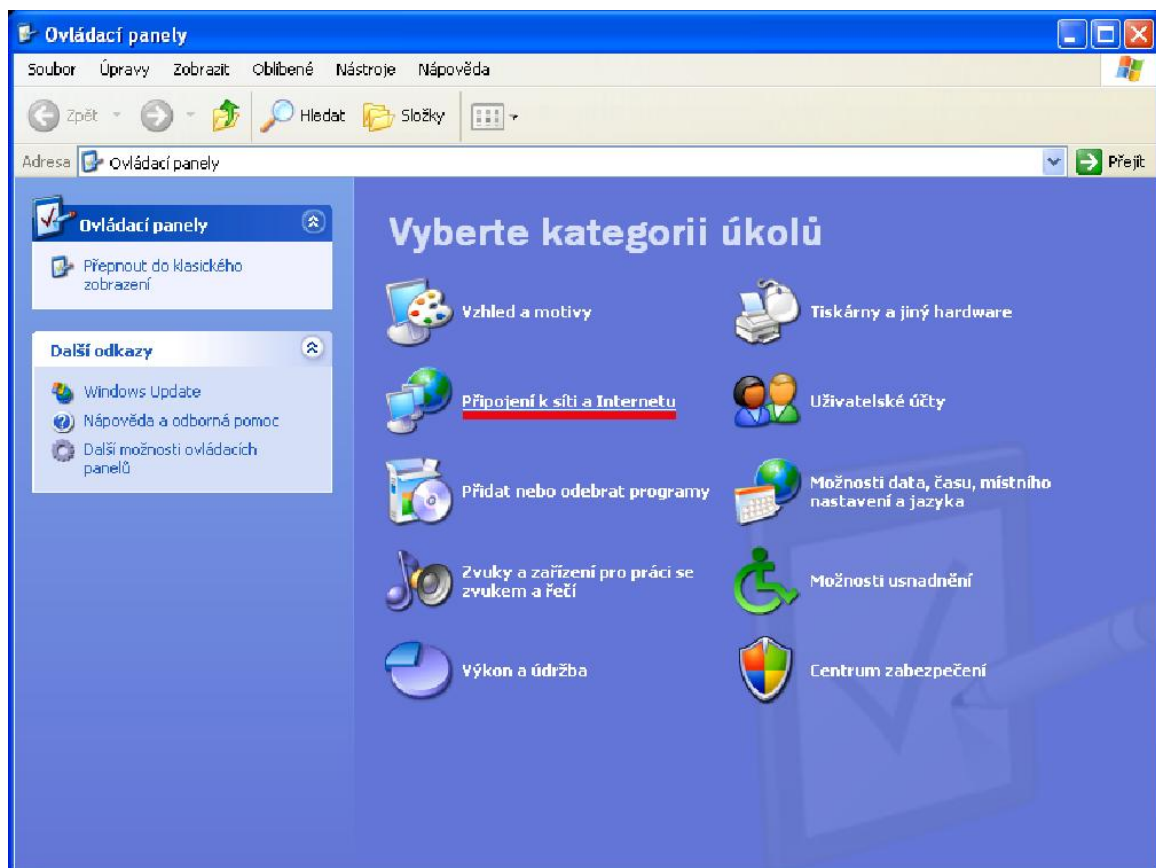 Ovládací panely
Soubor Úpravy Zobrazit Oblíbené Nástroje Nápověda
Zpět Hledat Složky
Adresa Ovládací panely Přejít
Ovládací panely
Přepnout do klasického
zobrazení
Další odkazy
Windows Update
Nápověda a odborná pomoc
Další možnosti ovládacích
panelů
Vyberte kategorii úkolů
Vzhled a motivy
Tiskárny a jiný hardware
Připojení k síti a Internetu
Uživatelské účty
Přidat nebo odebrat programy
Možnosti data, času, místního
nastavení a jazyka
Zvuky a zařízení pro práci se
zvukem a řečí
Možnosti usnadnění
Výkon a údržba
Centrum zabezpečení